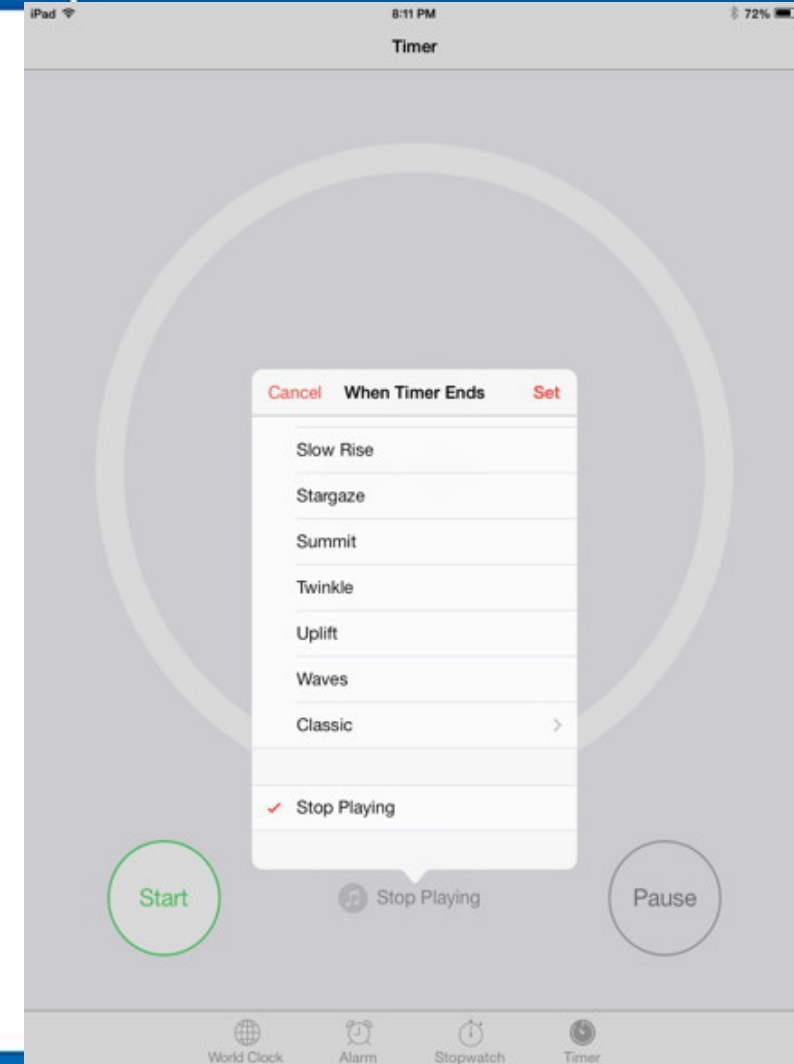 iPad 8:11 PM 72%
Timer
Cancel When Timer Ends Set
Slow Rise
Stargaze
Summit
Twinkle
Uplift
Waves
Classic
Stop Playing
Start Stop Playing Pause
World Clock Alarm Stopwatch Timer